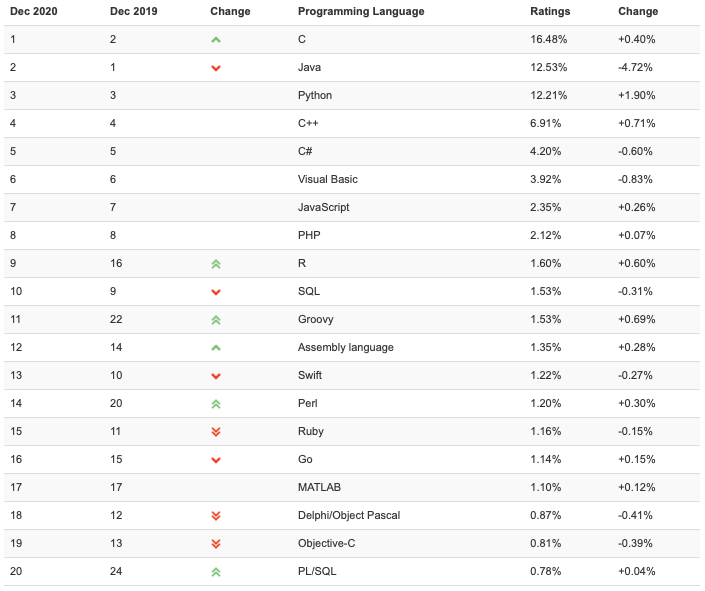 Dec 2020 Dec 2019 Change Programming Language Ratings Change
1 2 C 16.48% +0.40%
2 1 Java 12.53% -4.72%
3 3 Python 12.21% +1.90%
4 4 C++ 6.91% +0.71%
5 5 C# 4.20% -0.60%
6 6 Visual Basic 3.92% -0.83%
7 7 JavaScript 2.35% +0.26%
8 8 PHP 2.12% +0.07%
9 16 R 1.60% +0.60%
10 9 SQL 1.53% -0.31%
11 22 Groovy 1.53% +0.69%
12 14 Assembly language 1.35% +0.28%
13 10 Swift 1.22% -0.27%
14 20 Perl 1.20% +0.30%
15 11 Ruby 1.16% -0.15%
16 15 Go 1.14% +0.15%
17 17 MATLAB 1.10% +0.12%
18 12 Delphi/Object Pascal 0.87% -0.41%
19 13 Objective-C 0.81% -0.39%
20 24 PL/SQL 0.78% +0.04%